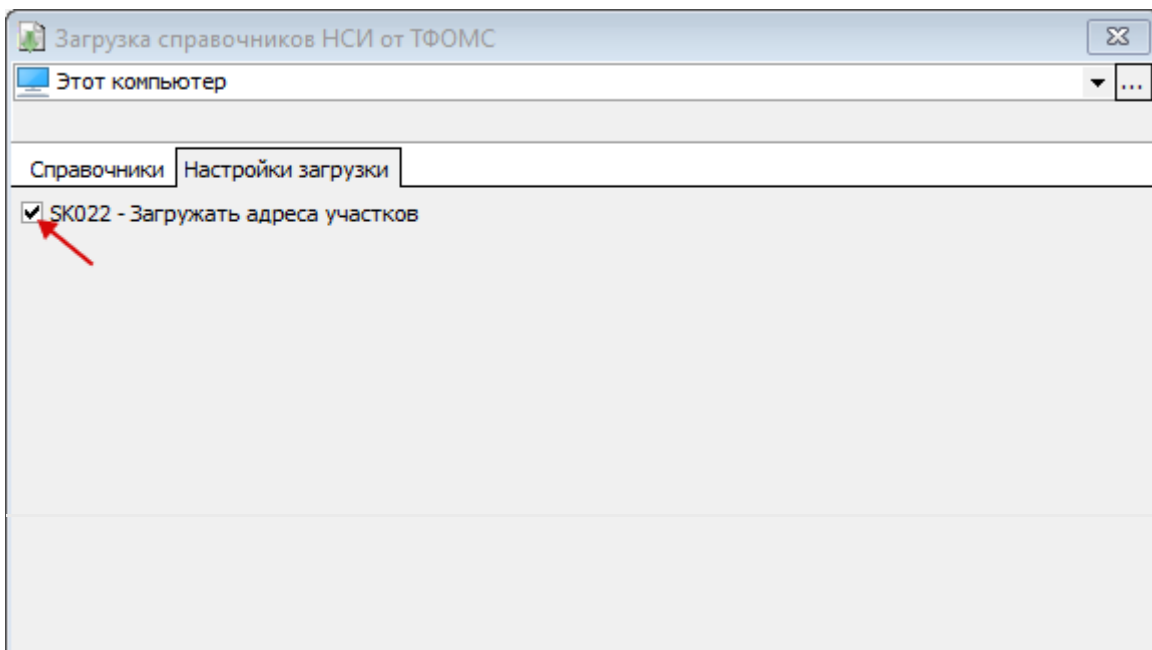 Загрузка справочников НСИ от ТФОМС
Этот компьютер ...
Справочники Настройки загрузки
SK022 - Загружать адреса участков